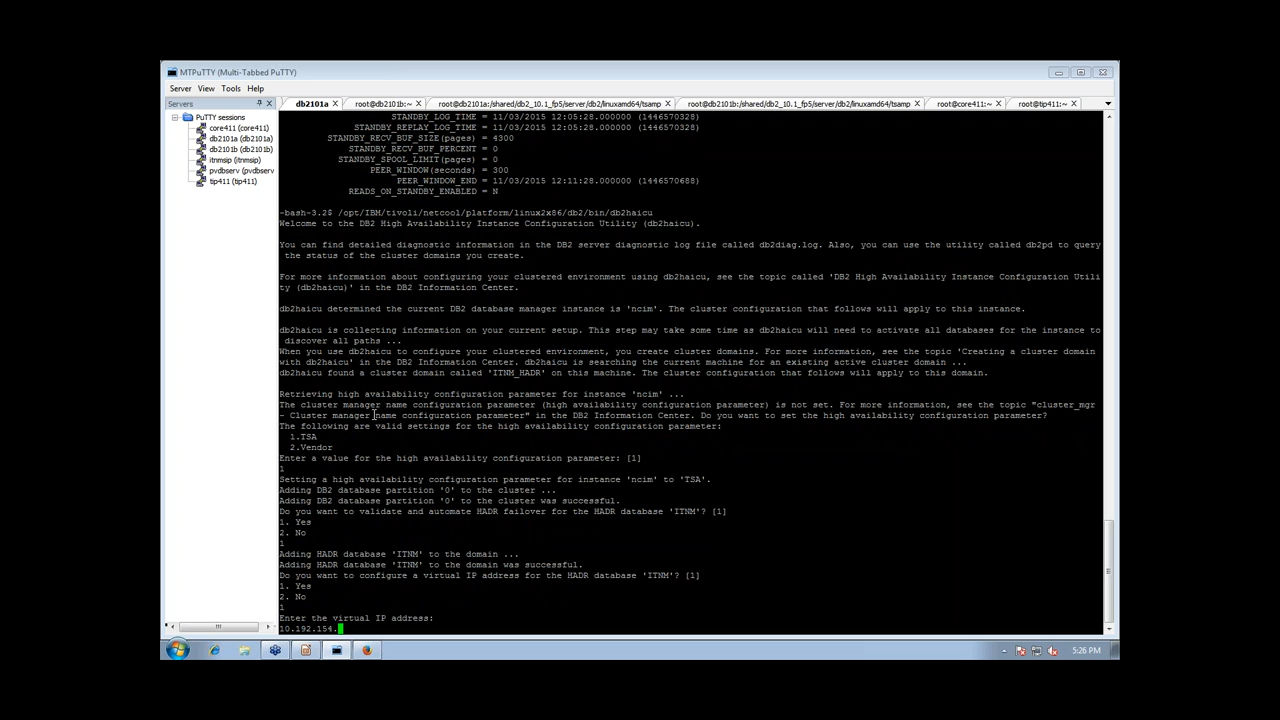 MTPuTTY (Multi-Tabbed PuTTY)
Server View Tools Help
Servers
PuTTY sessions
core411 (core411)
db2101a (db2101a)
db2101b (db2101b)
itnmsip (itnmsip)
pvdbserv (pvdbserv
tip411 (tip411)
db2101a root@db2101b:~ root@db2101a:/shared/db2_10.1_fp5/server/db2/linuxamd64/tsamp root@db2101b:/shared/db2_10.1_fp5/server/db2/linuxamd64/tsamp root@core411:~ root@tip411:~
STANDBY_LOG_TIME = 11/03/2015 12:05:28.000000 (1446570328)
STANDBY_REPLAY_LOG_TIME = 11/03/2015 12:05:28.000000 (1446570328)
STANDBY_RECV_BUF_SIZE(pages) = 4300
STANDBY_RECV_BUF_PERCENT = 0
STANDBY_SPOOL_LIMIT(pages) = 0
PEER_WINDOW(seconds) = 300
PEER_WINDOW_END = 11/03/2015 12:11:28.000000 (1446570688)
READS_ON_STANDBY_ENABLED = N
-bash-3.2$ /opt/IBM/tivoli/netcool/platform/linux2x86/db2/bin/db2haicu
Welcome to the DB2 High Availability Instance Configuration Utility (db2haicu).
You can find detailed diagnostic information in the DB2 server diagnostic log file called db2diag.log. Also, you can use the utility called db2pd to query
the status of the cluster domains you create.
For more information about configuring your clustered environment using db2haicu, see the topic called 'DB2 High Availability Instance Configuration Utili
ty (db2haicu)' in the DB2 Information Center.
db2haicu determined the current DB2 database manager instance is 'ncim'. The cluster configuration that follows will apply to this instance.
db2haicu is collecting information on your current setup. This step may take some time as db2haicu will need to activate all databases for the instance to
discover all paths ...
When you use db2haicu to configure your clustered environment, you create cluster domains. For more information, see the topic 'Creating a cluster domain
with db2haicu' in the DB2 Information Center. db2haicu is searching the current machine for an existing active cluster domain ...
db2haicu found a cluster domain called 'ITNM_HADR' on this machine. The cluster configuration that follows will apply to this domain.
Retrieving high availability configuration parameter for instance 'ncim' ...
The cluster manager name configuration parameter (high availability configuration parameter) is not set. For more information, see the topic "cluster_mgr
- Cluster manager name configuration parameter" in the DB2 Information Center. Do you want to set the high availability configuration parameter?
The following are valid settings for the high availability configuration parameter:
1.TSA
2.Vendor
Enter a value for the high availability configuration parameter: [1]
1
Setting a high availability configuration parameter for instance 'ncim' to 'TSA'.
Adding DB2 database partition '0' to the cluster ...
Adding DB2 database partition '0' to the cluster was successful.
Do you want to validate and automate HADR failover for the HADR database 'ITNM'? [1]
1. Yes
2. No
1
Adding HADR database 'ITNM' to the domain ...
Adding HADR database 'ITNM' to the domain was successful.
Do you want to configure a virtual IP address for the HADR database 'ITNM'? [1]
1. Yes
2. No
1
Enter the virtual IP address:
10.192.154.
5:26 PM